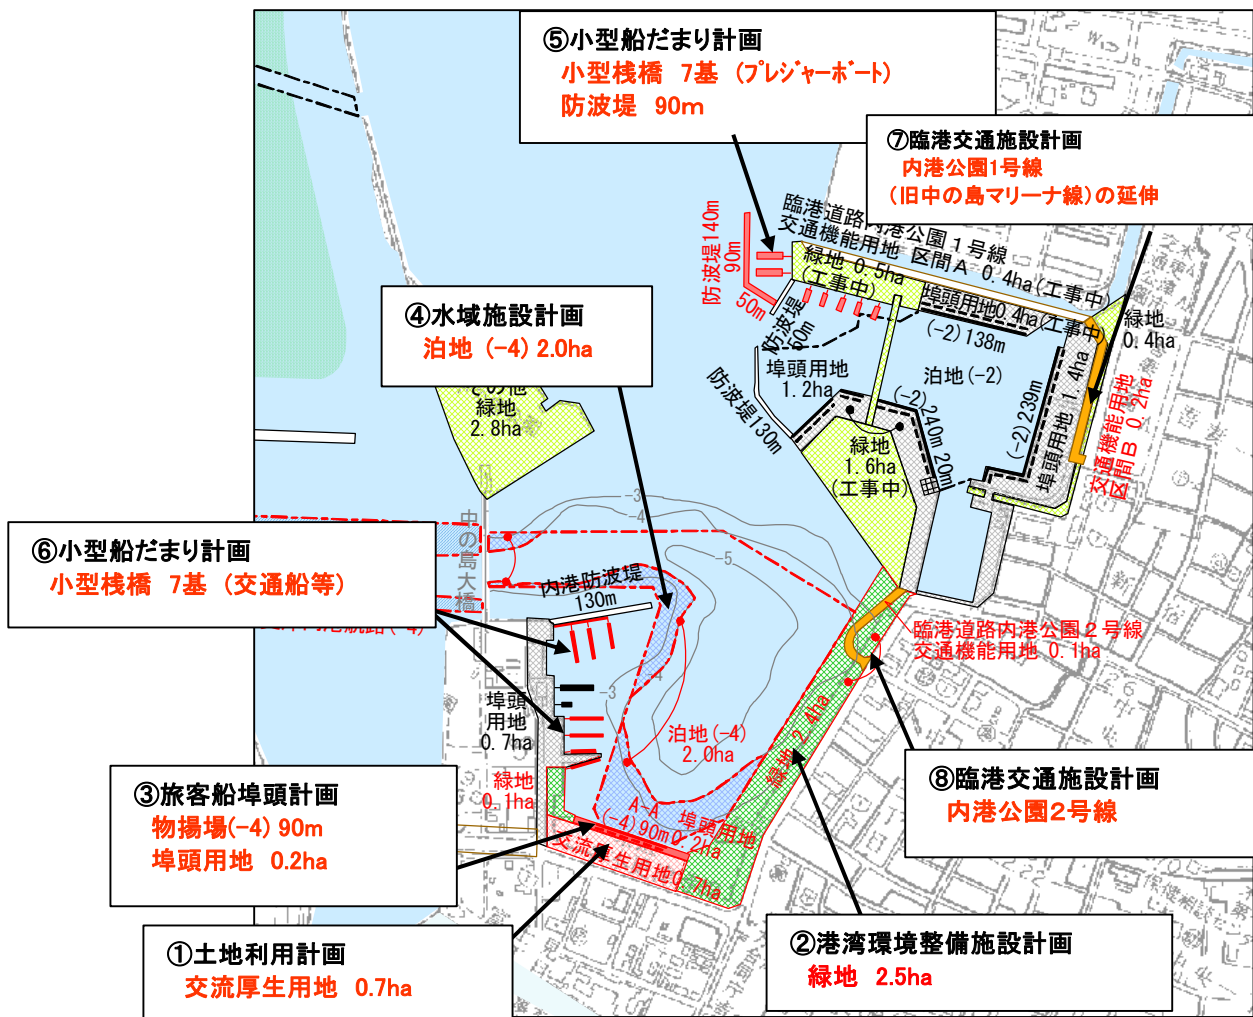 ⑤小型船だまり計画
小型桟橋 7基 (プレジャーボート)
防波堤 90m
⑦臨港交通施設計画
内港公園1号線
(旧中の島マリーナ線)の延伸
臨港道路内港公園1号線
交通機能用地 区間A 0.4ha(工事中)
防波堤140m
90m
50m
緑地 0.5ha
(工事中)
埠頭用地0.4ha(工事中)
(-2)138m
緑地
0.4ha
防波堤
50m
埠頭用地
1.2ha
泊地(-2)
防波堤130m
(-2)240m
20m
(-2)239m
埠頭用地 1.4ha
交通機能用地
区間B 0.2ha
緑地
1.6ha
(工事中)
④水域施設計画
泊地 (-4) 2.0ha
その他
緑地
2.8ha
中の島大橋
-3
-4
-5
⑥小型船だまり計画
小型桟橋 7基 (交通船等)
内港防波堤
130m
臨港道路内港公園2号線
交通機能用地 0.1ha
-4
-3
埠頭
用地
0.7ha
泊地(-4)
2.0ha
緑地 2.4ha
緑地
0.1ha
A-A
(-4)90m
埠頭用地
0.2ha
交流厚生用地0.7ha
③旅客船埠頭計画
物揚場(-4) 90m
埠頭用地 0.2ha
⑧臨港交通施設計画
内港公園2号線
①土地利用計画
交流厚生用地 0.7ha
②港湾環境整備施設計画
緑地 2.5ha